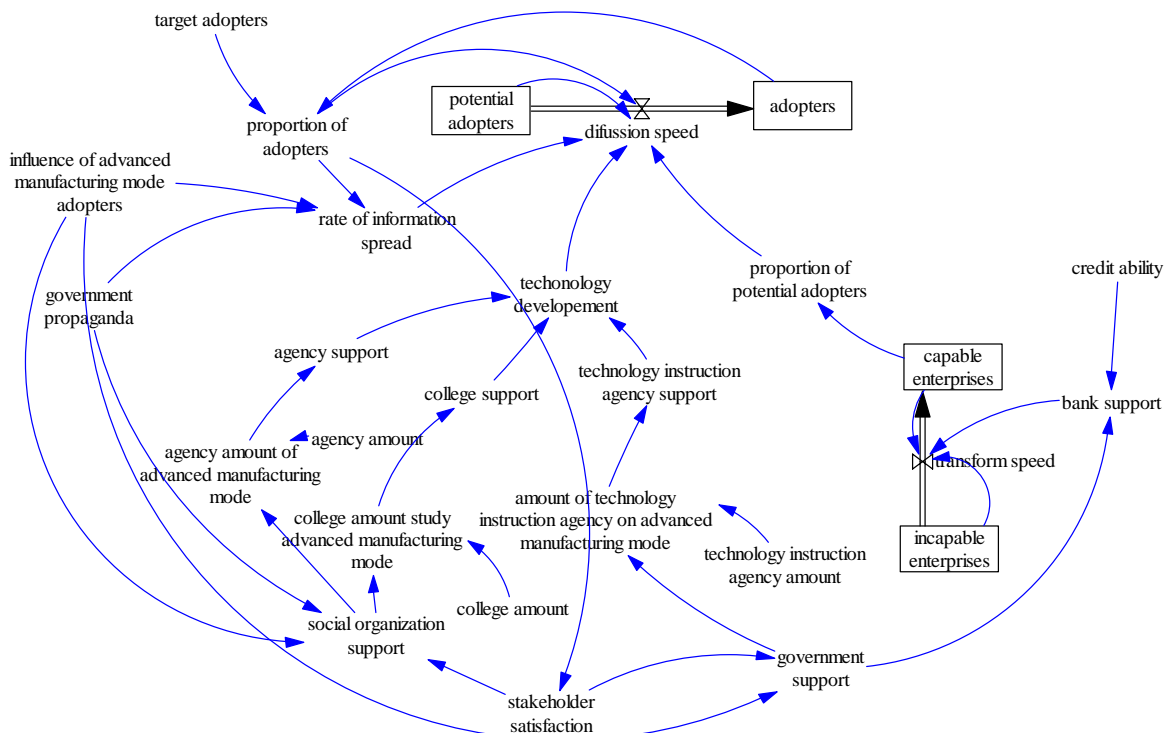 target adopters
potential
adopters
adopters
proportion of
adopters
difussion speed
influence of advanced
manufacturing mode
adopters
rate of information
spread
government
propaganda
techonology
developement
proportion of
potential adopters
credit ability
agency support
college support
technology instruction
agency support
capable
enterprises
bank support
agency amount
agency amount of
advanced manufacturing
mode
transform speed
college amount study
advanced manufacturing
mode
amount of technology
instruction agency on advanced
manufacturing mode
technology instruction
agency amount
incapable
enterprises
college amount
social organization
support
government
support
stakeholder
satisfaction